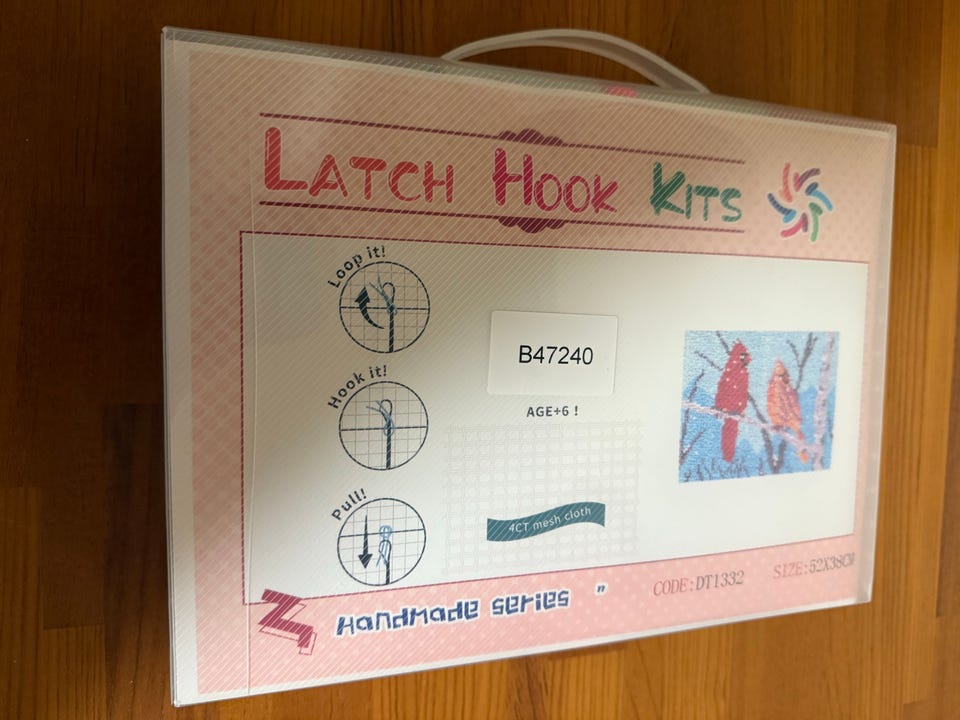 LATCH HOOK KITS
Loop it!
Hook it!
Pull!
B47240
AGE+6 !
4CT mesh cloth
Handmade series "
CODE:DT1332
SIZE:52X38CM